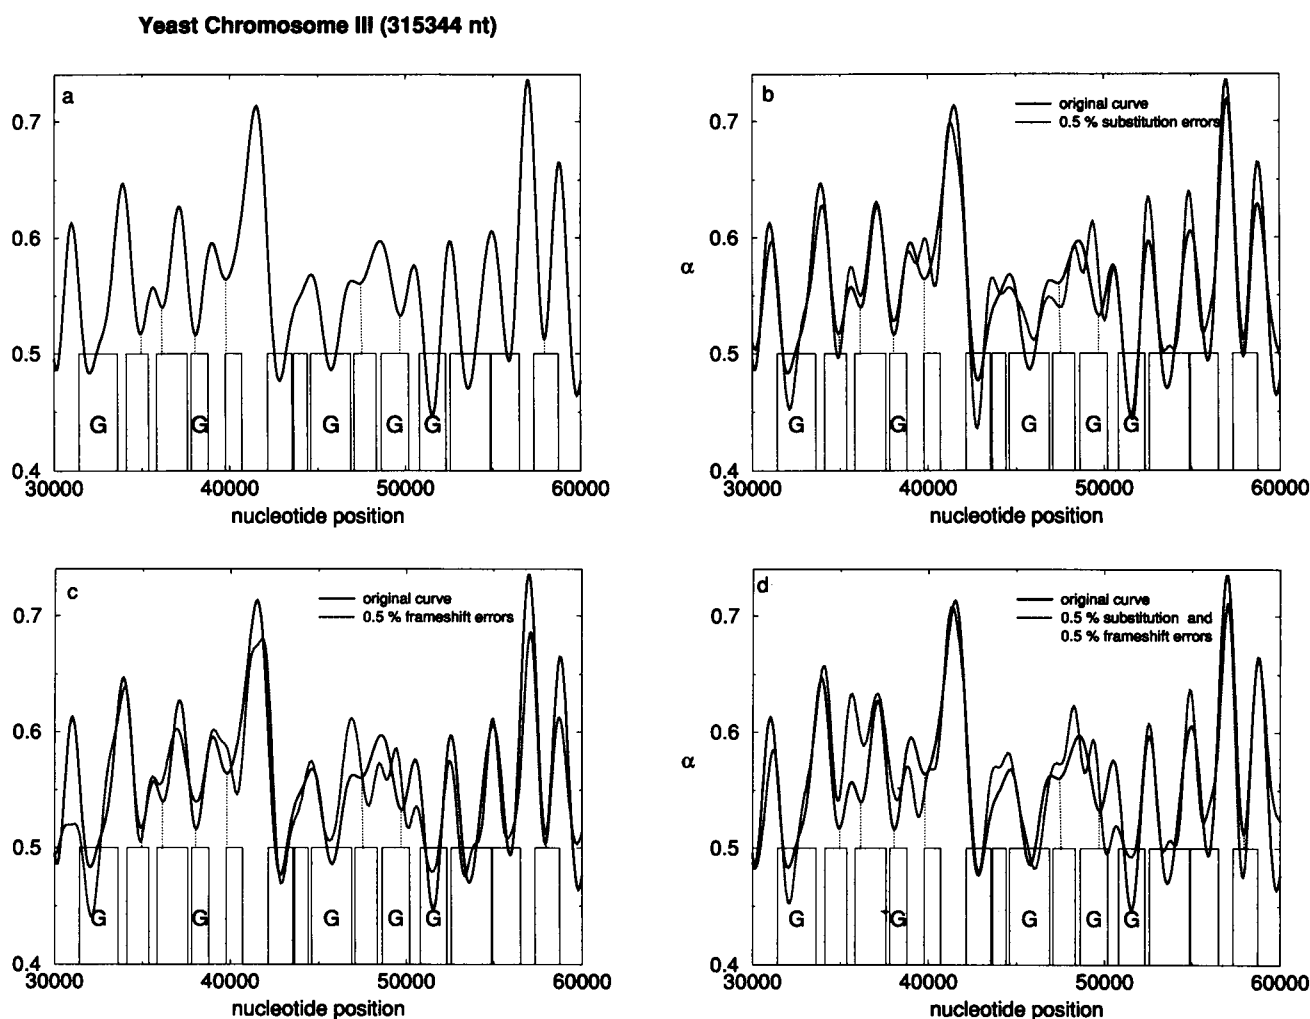 Yeast Chromosome III (315344 nt)
a
0.7
0.6
0.5
0.4
G G G G G
30000 40000 50000 60000
nucleotide position
b
original curve
0.5 % substitution errors
0.7
0.6
α
0.5
0.4
G G G G G
30000 40000 50000 60000
nucleotide position
c
original curve
0.5 % frameshift errors
0.7
0.6
0.5
0.4
G G G G G
30000 40000 50000 60000
nucleotide position
d
original curve
0.5 % substitution and
0.5 % frameshift errors
0.7
0.6
α
0.5
0.4
G G G G G
30000 40000 50000 60000
nucleotide position